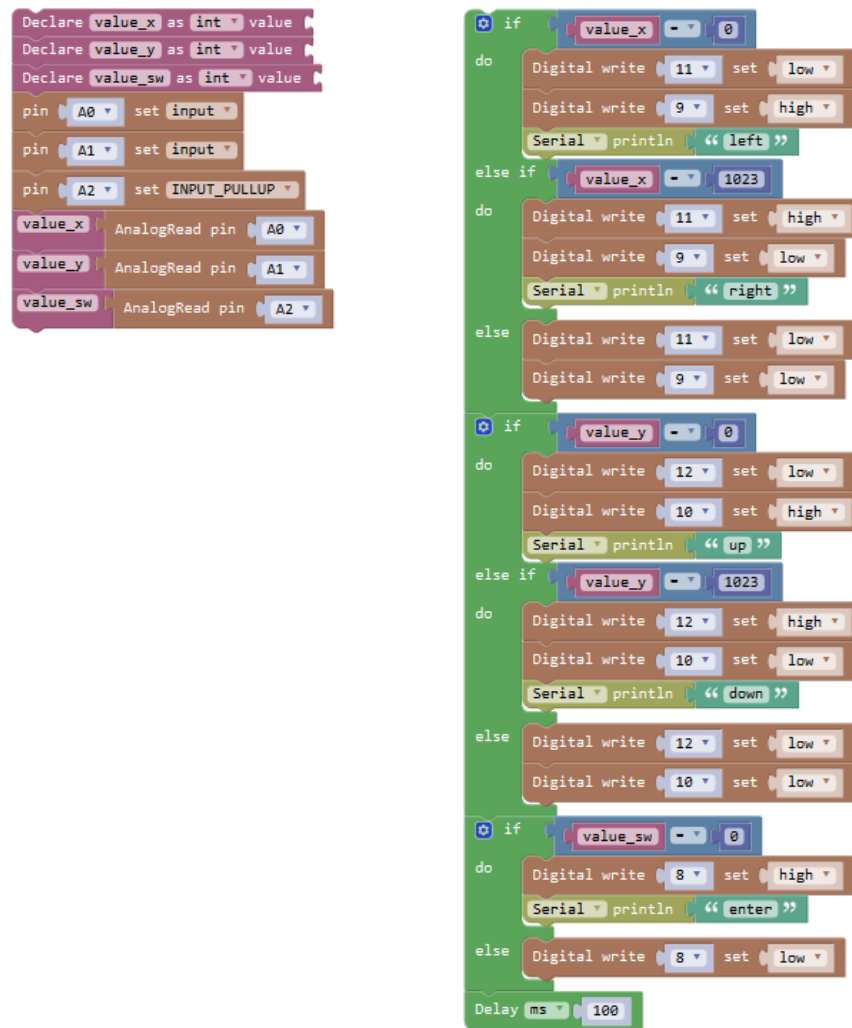 Declare value_x as int value
Declare value_y as int value
Declare value_sw as int value
pin A0 set input
pin A1 set input
pin A2 set INPUT_PULLUP
value_x AnalogRead pin A0
value_y AnalogRead pin A1
value_sw AnalogRead pin A2
if value_x = 0
do Digital write 11 set low
Digital write 9 set high
Serial println “ left ”
else if value_x = 1023
do Digital write 11 set high
Digital write 9 set low
Serial println “ right ”
else Digital write 11 set low
Digital write 9 set low
if value_y = 0
do Digital write 12 set low
Digital write 10 set high
Serial println “ up ”
else if value_y = 1023
do Digital write 12 set high
Digital write 10 set low
Serial println “ down ”
else Digital write 12 set low
Digital write 10 set low
if value_sw = 0
do Digital write 8 set high
Serial println “ enter ”
else Digital write 8 set low
Delay ms 100